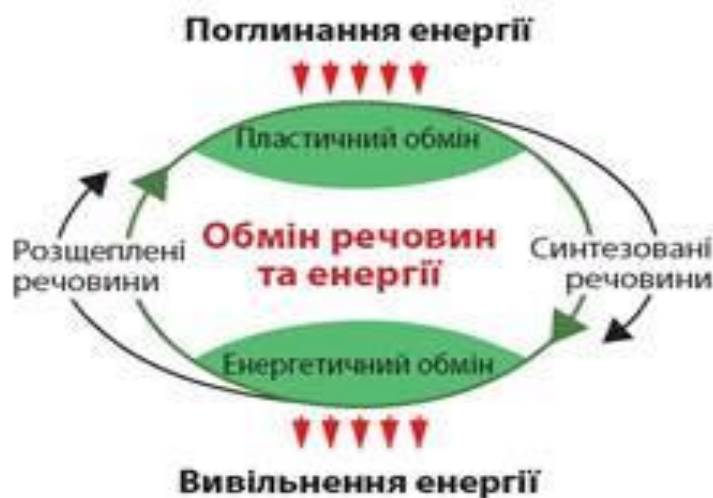 Поглинання енергії
Пластичний обмін
Розщеплені
речовини
Обмін речовин
та енергії
Синтезовані
речовини
Енергетичний обмін
Вивільнення енергії